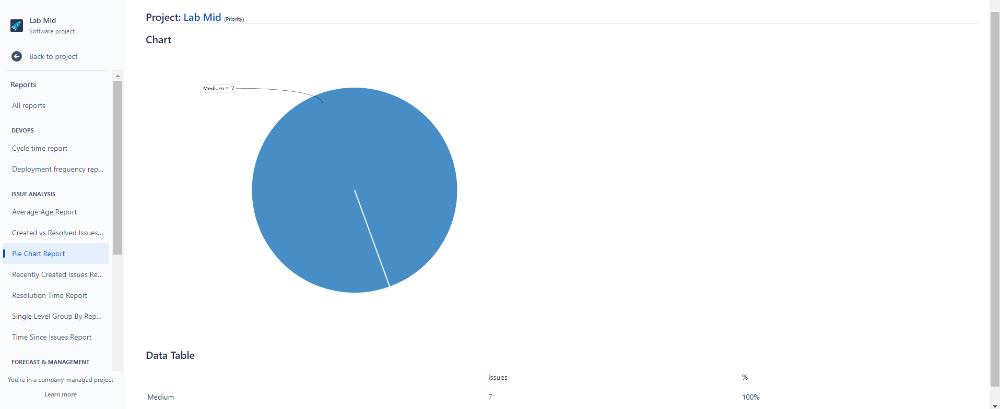 Lab Mid
Software project
Back to project
Reports
All reports
DEVOPS
Cycle time report
Deployment frequency rep...
ISSUE ANALYSIS
Average Age Report
Created vs Resolved Issues...
Pie Chart Report
Recently Created Issues Re...
Resolution Time Report
Single Level Group By Rep...
Time Since Issues Report
FORECAST & MANAGEMENT
You're in a company-managed project
Learn more
Project: Lab Mid (Priority)
Chart
Medium = 7
Data Table
Issues %
Medium 7 100%